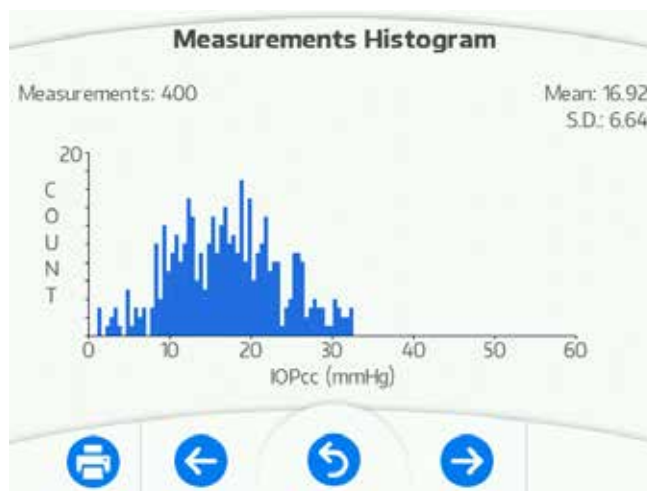 Measurements Histogram
Measurements: 400
Mean: 16.92
S.D.: 6.64
20
COUNT
0 10 20 30 40 50 60
IOPcc (mmHg)